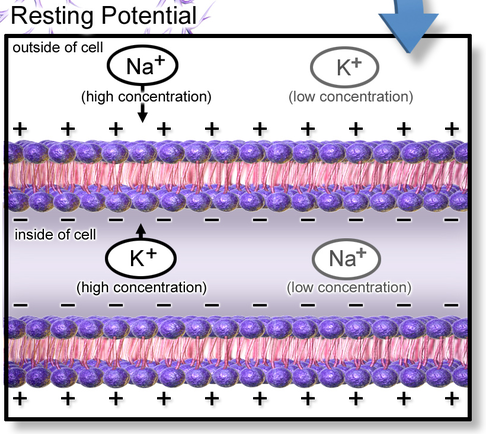 Resting Potential
outside of cell
Na+ K+
(high concentration) (low concentration)
+ + + + + + + + + +
– – – – – – – – – –
inside of cell
K+ Na+
(high concentration) (low concentration)
– – – – – – – – – –
+ + + + + + + + + +